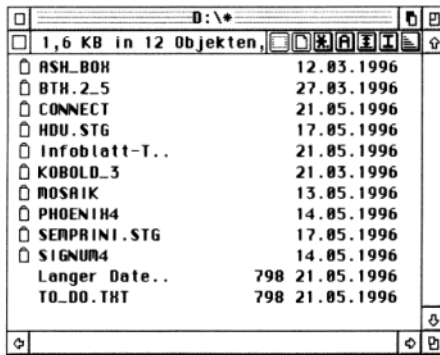 D:\*
1,6 KB in 12 Objekten,
ASH_BOX 12.03.1996
BTX.2_5 27.03.1996
CONNECT 21.05.1996
HDU.STG 17.05.1996
Infoblatt-T.. 21.05.1996
KOBOLD_3 21.03.1996
MOSAIK 13.05.1996
PHOENIX4 14.05.1996
SEMPRINI.STG 17.05.1996
SIGNUM4 14.05.1996
Langer Date.. 798 21.05.1996
TO_DO.TXT 798 21.05.1996